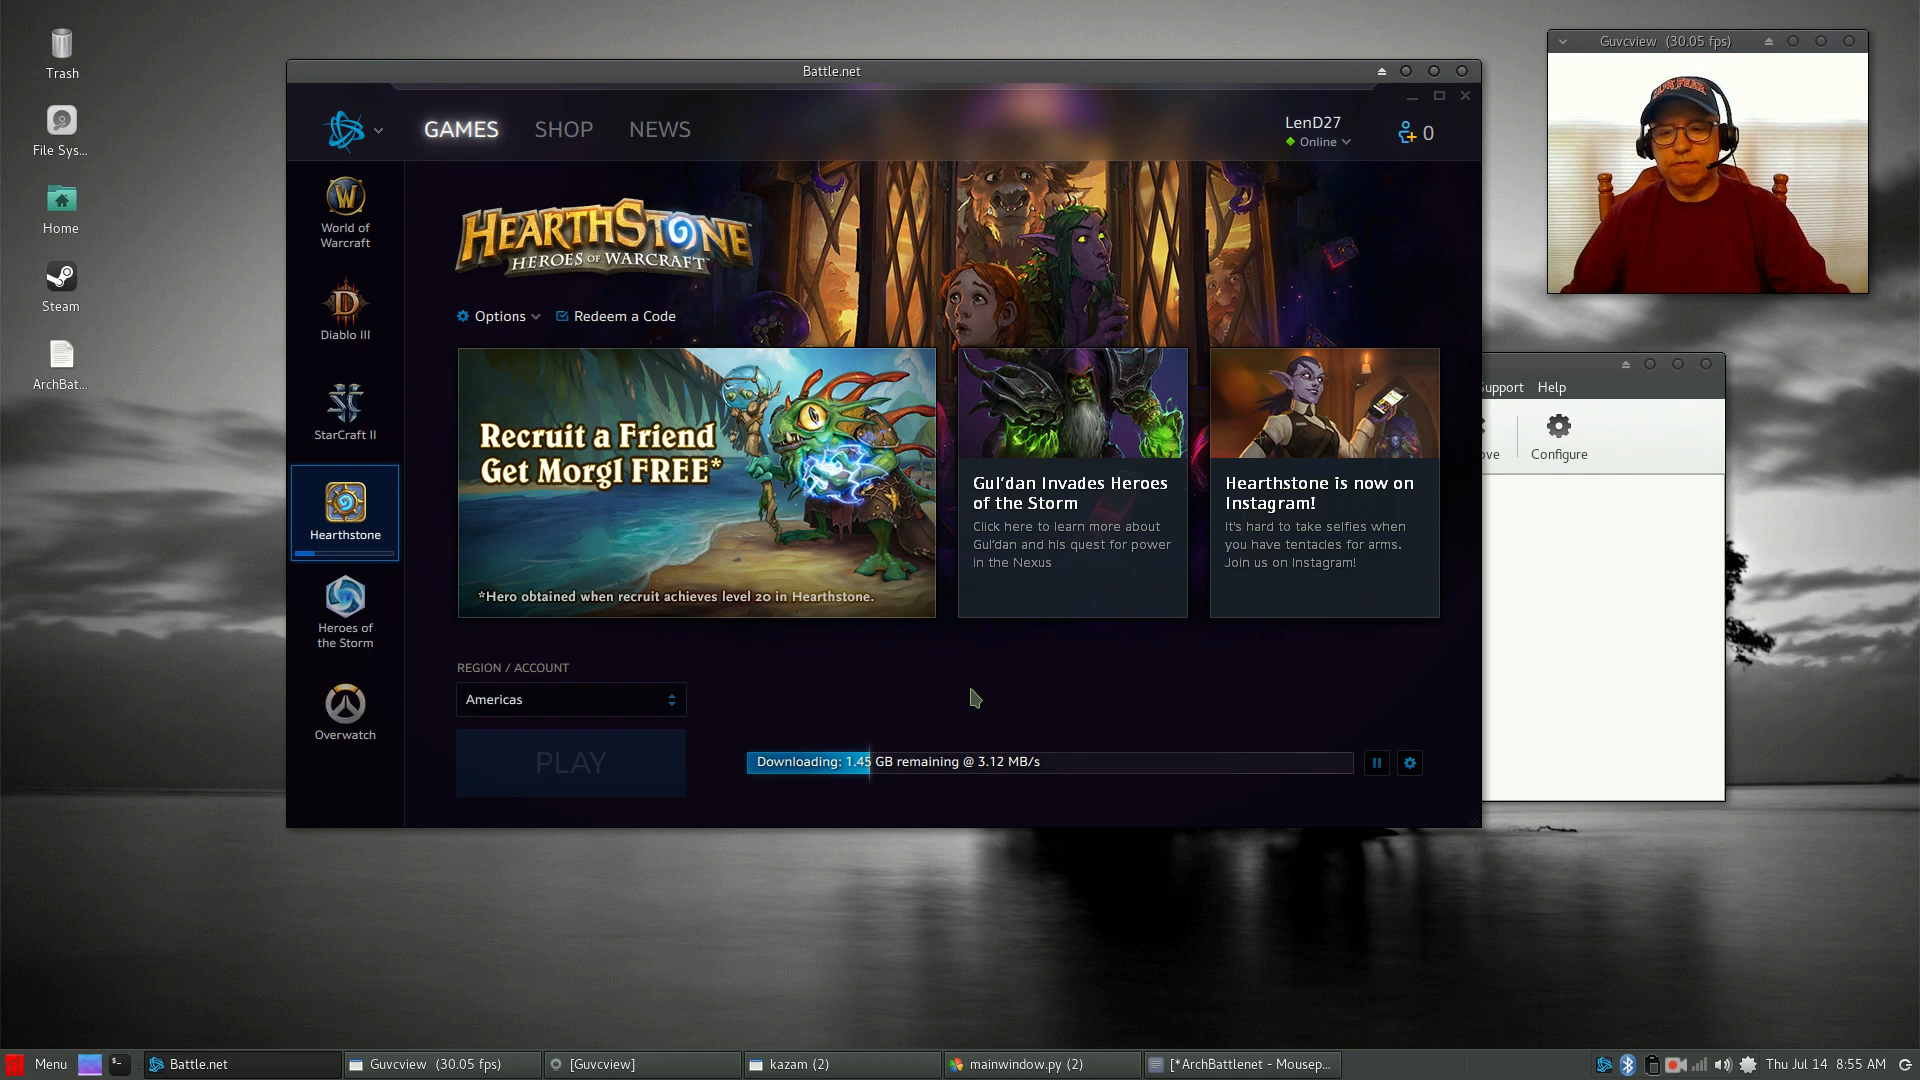 Trash
File Sys...
Home
Steam
ArchBat...
Battle.net
GAMES
SHOP
NEWS
LenD27
Online
0
World of
Warcraft
Diablo III
StarCraft II
Hearthstone
Heroes of
the Storm
Overwatch
HEARTHSTONE
HEROES OF WARCRAFT
Options
Redeem a Code
Recruit a Friend
Get Morgl FREE*
*Hero obtained when recruit achieves level 20 in Hearthstone.
Gul'dan Invades Heroes
of the Storm
Click here to learn more about
Gul'dan and his quest for power
in the Nexus
Hearthstone is now on
Instagram!
It's hard to take selfies when
you have tentacles for arms.
Join us on Instagram!
REGION / ACCOUNT
Americas
PLAY
Downloading: 1.45 GB remaining @ 3.12 MB/s
Guvcview (30.05 fps)
Support Help
ove
Configure
Menu
Battle.net
Guvcview (30.05 fps)
[Guvcview]
kazam (2)
mainwindow.py (2)
[*ArchBattlenet - Mousep...
Thu Jul 14 8:55 AM